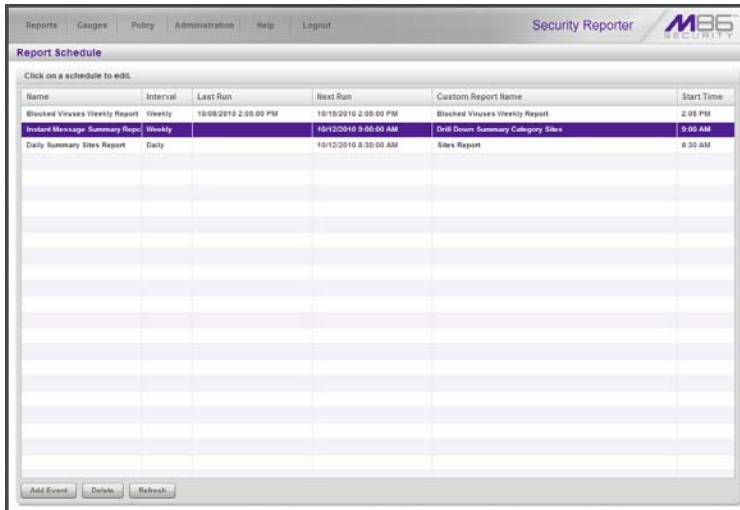 Reports Gauges Policy Administration Help Logout Security Reporter M86 SECURITY
Report Schedule
Click on a schedule to edit.
Name Interval Last Run Next Run Custom Report Name Start Time
Blocked Viruses Weekly Report Weekly 10/08/2010 2:05:00 PM 10/15/2010 2:05:00 PM Blocked Viruses Weekly Report 2:05 PM
Instant Message Summary Repo Weekly 10/12/2010 9:00:00 AM Drill Down Summary Category Sites 9:00 AM
Daily Summary Sites Report Daily 10/12/2010 8:30:00 AM Sites Report 8:30 AM
Add Event Delete Refresh